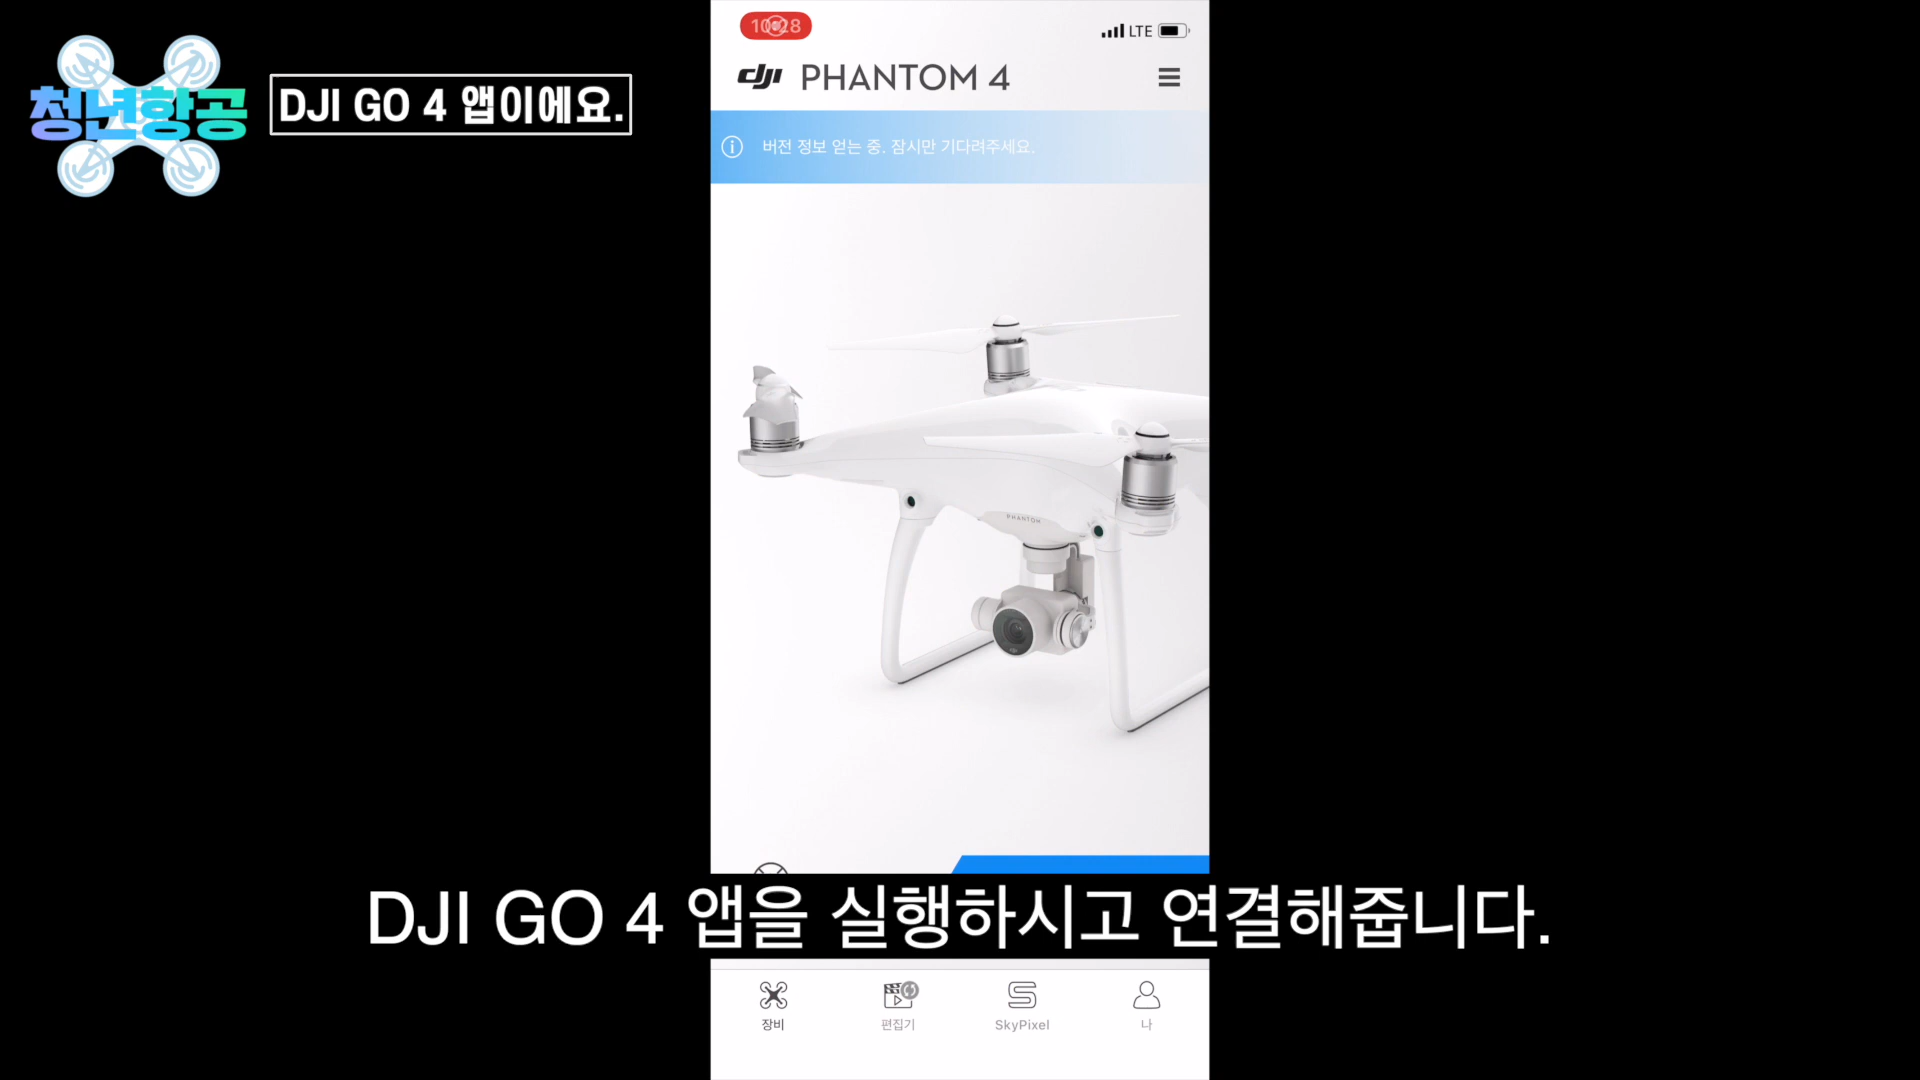 청년항공
DJI GO 4 앱이에요.
10:28
LTE
dji PHANTOM 4
버전 정보 얻는 중. 잠시만 기다려주세요.
PHANTOM
DJI GO 4 앱을 실행하시고 연결해줍니다.
장비
편집기
SkyPixel
나